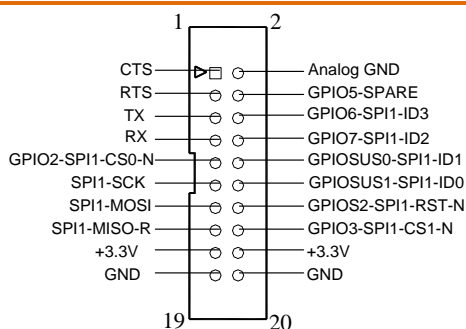 1 2
CTS Analog GND
RTS GPIO5-SPARE
TX GPIO6-SPI1-ID3
RX GPIO7-SPI1-ID2
GPIO2-SPI1-CS0-N GPIOSUS0-SPI1-ID1
SPI1-SCK GPIOSUS1-SPI1-ID0
SPI1-MOSI GPIOS2-SPI1-RST-N
SPI1-MISO-R GPIO3-SPI1-CS1-N
+3.3V +3.3V
GND GND
19 20